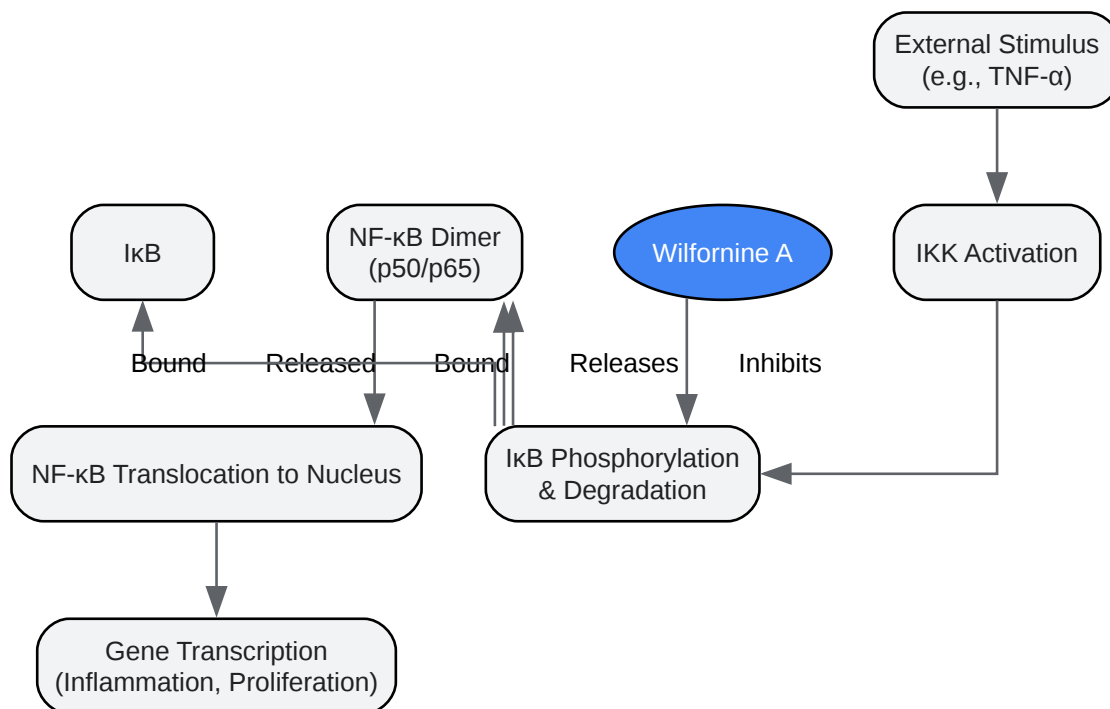 External Stimulus
(e.g., TNF-α)
IκB
NF-κB Dimer
(p50/p65)
Wilfornine A
IKK Activation
Bound
Released
Bound
Releases
Inhibits
NF-κB Translocation to Nucleus
IκB Phosphorylation
& Degradation
Gene Transcription
(Inflammation, Proliferation)